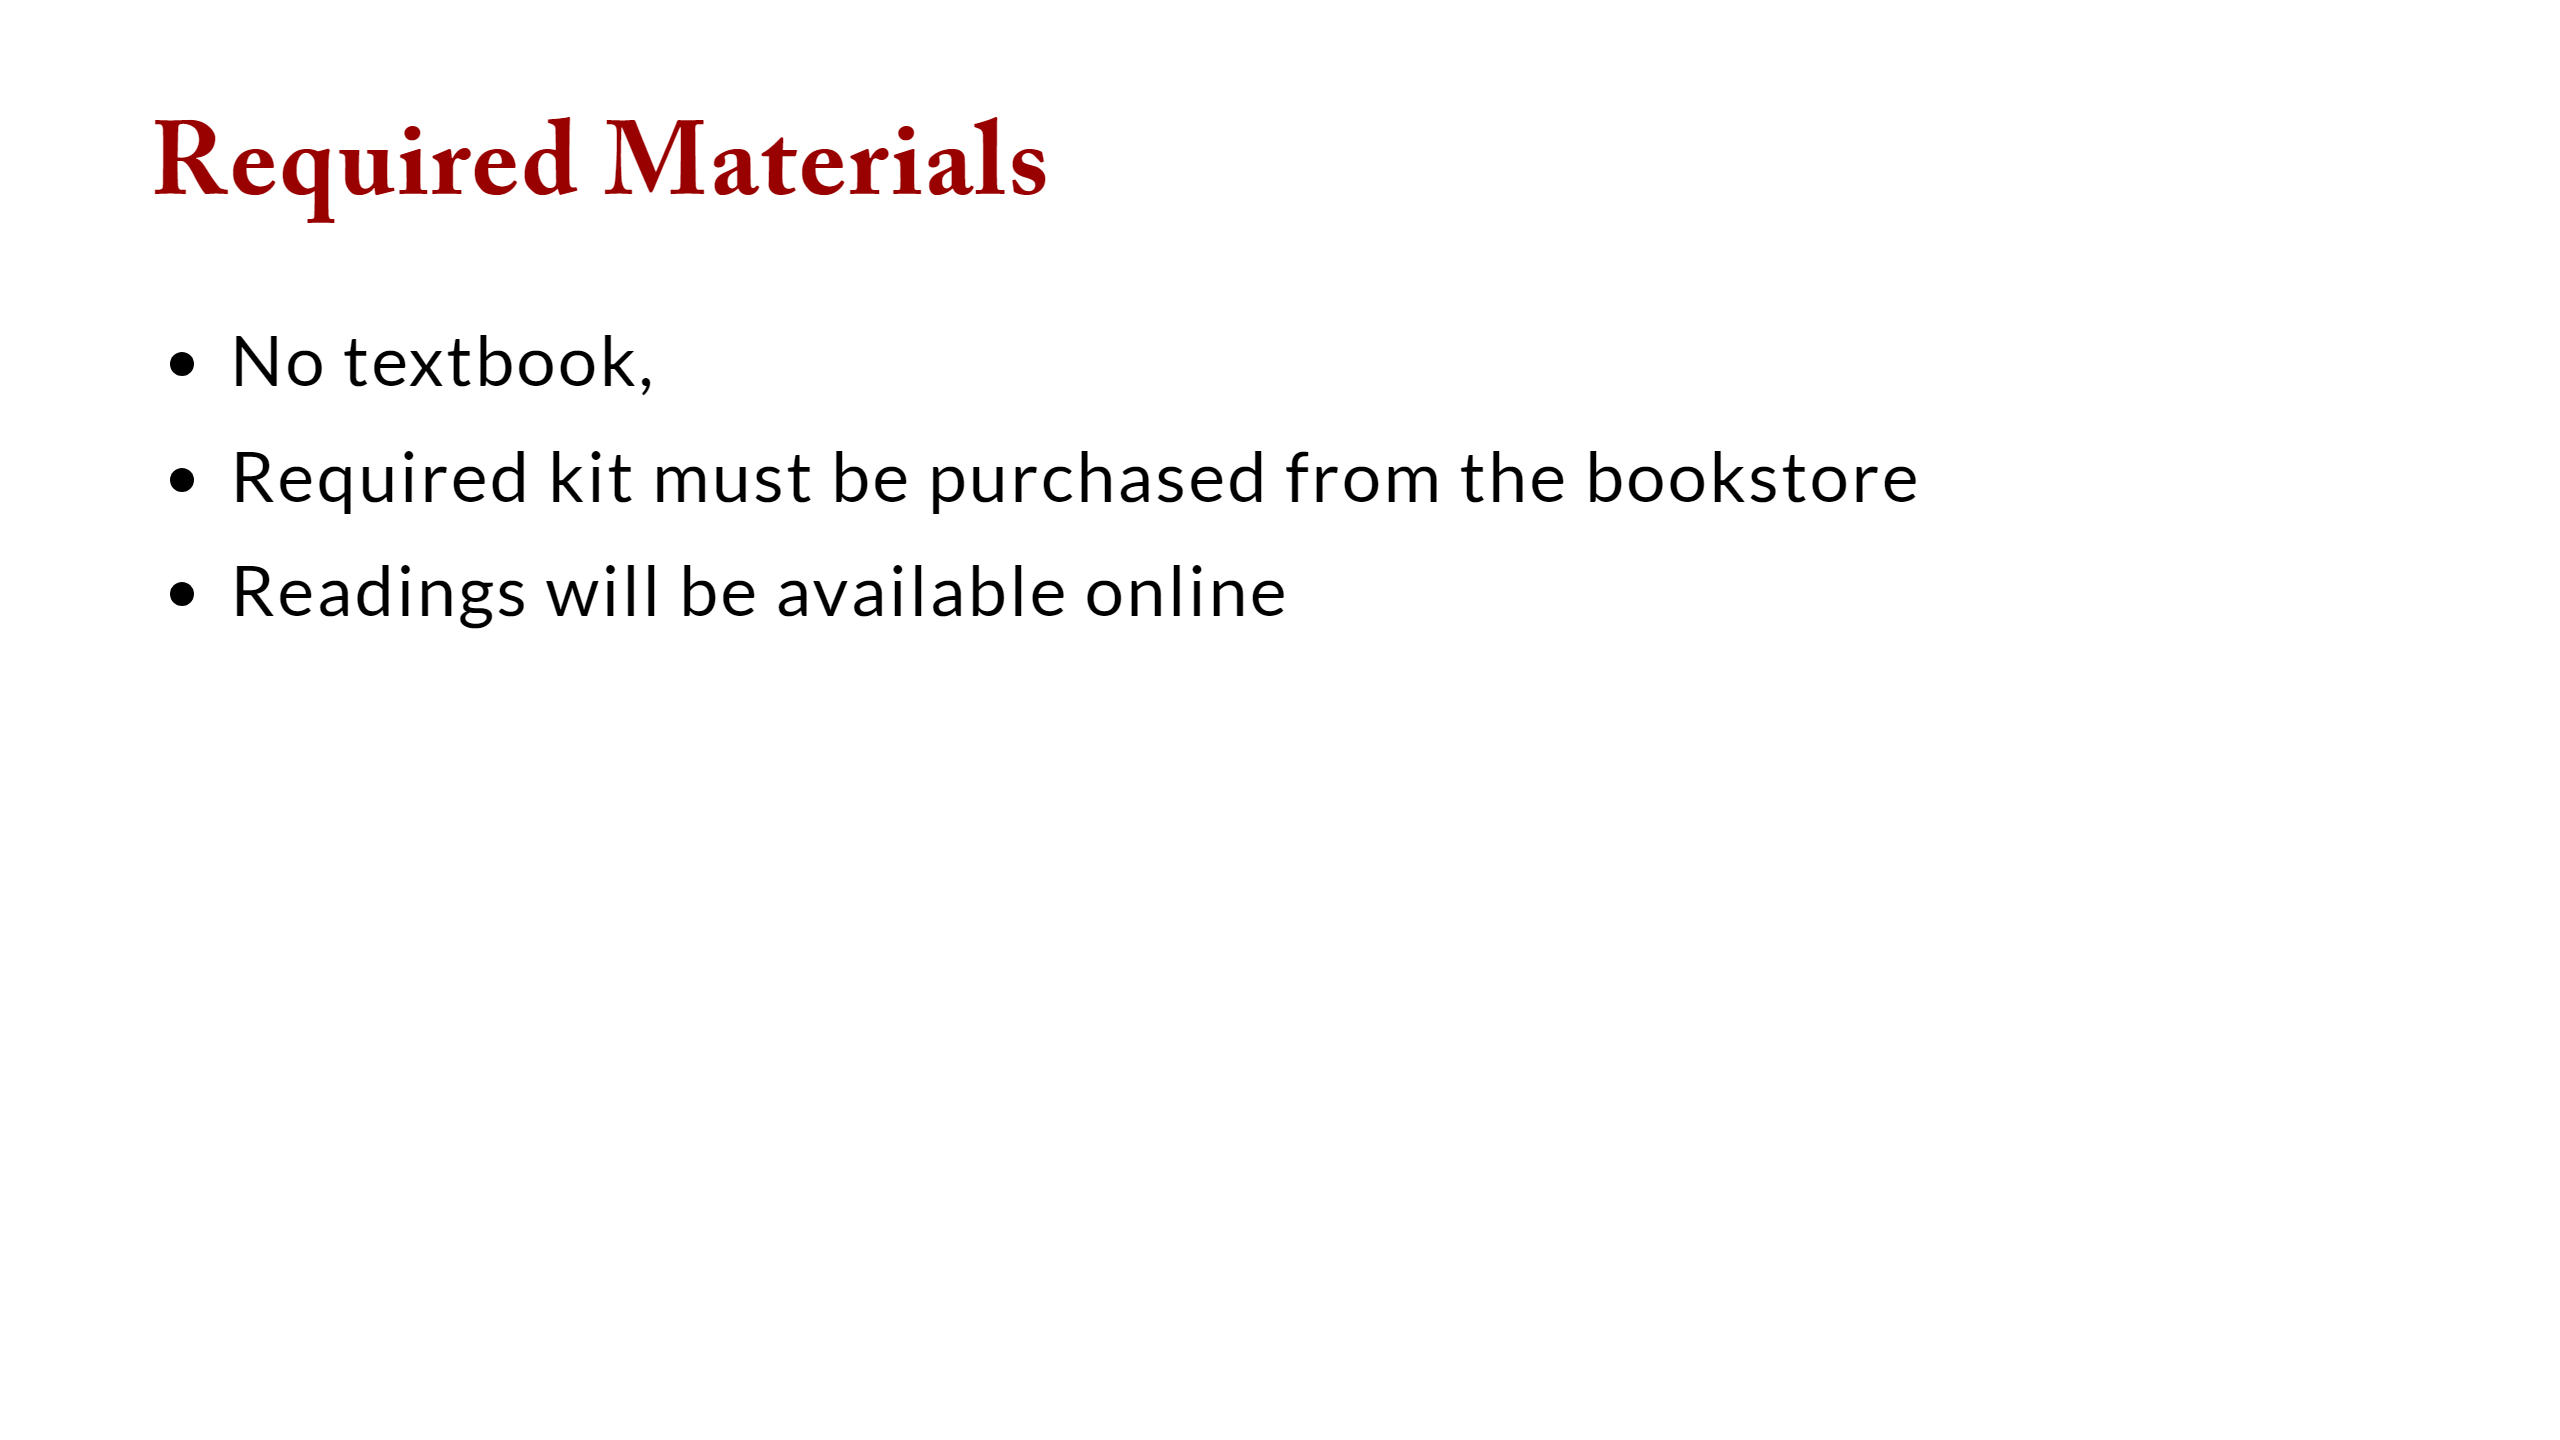 Required Materials
• No textbook,
• Required kit must be purchased from the bookstore
• Readings will be available online